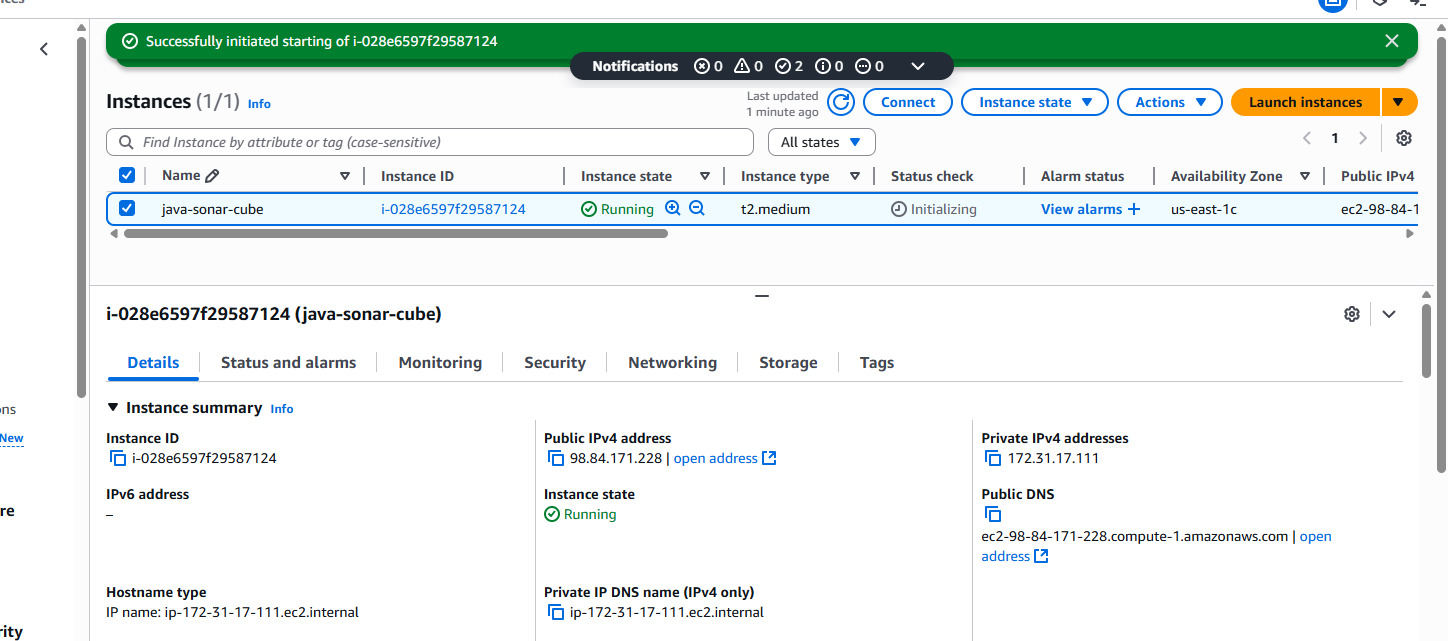 Successfully initiated starting of i-028e6597f29587124
Notifications 0 0 2 0 0
Instances (1/1) Info
Last updated
1 minute ago
Connect Instance state Actions Launch instances
Find Instance by attribute or tag (case-sensitive) All states 1
Name Instance ID Instance state Instance type Status check Alarm status Availability Zone Public IPv4
java-sonar-cube i-028e6597f29587124 Running t2.medium Initializing View alarms + us-east-1c ec2-98-84-1
i-028e6597f29587124 (java-sonar-cube)
Details Status and alarms Monitoring Security Networking Storage Tags
ons
New
re
rity
Instance summary Info
Instance ID
i-028e6597f29587124
Public IPv4 address
98.84.171.228 | open address
Private IPv4 addresses
172.31.17.111
IPv6 address
–
Instance state
Running
Public DNS
ec2-98-84-171-228.compute-1.amazonaws.com | open
address
Hostname type
IP name: ip-172-31-17-111.ec2.internal
Private IP DNS name (IPv4 only)
ip-172-31-17-111.ec2.internal